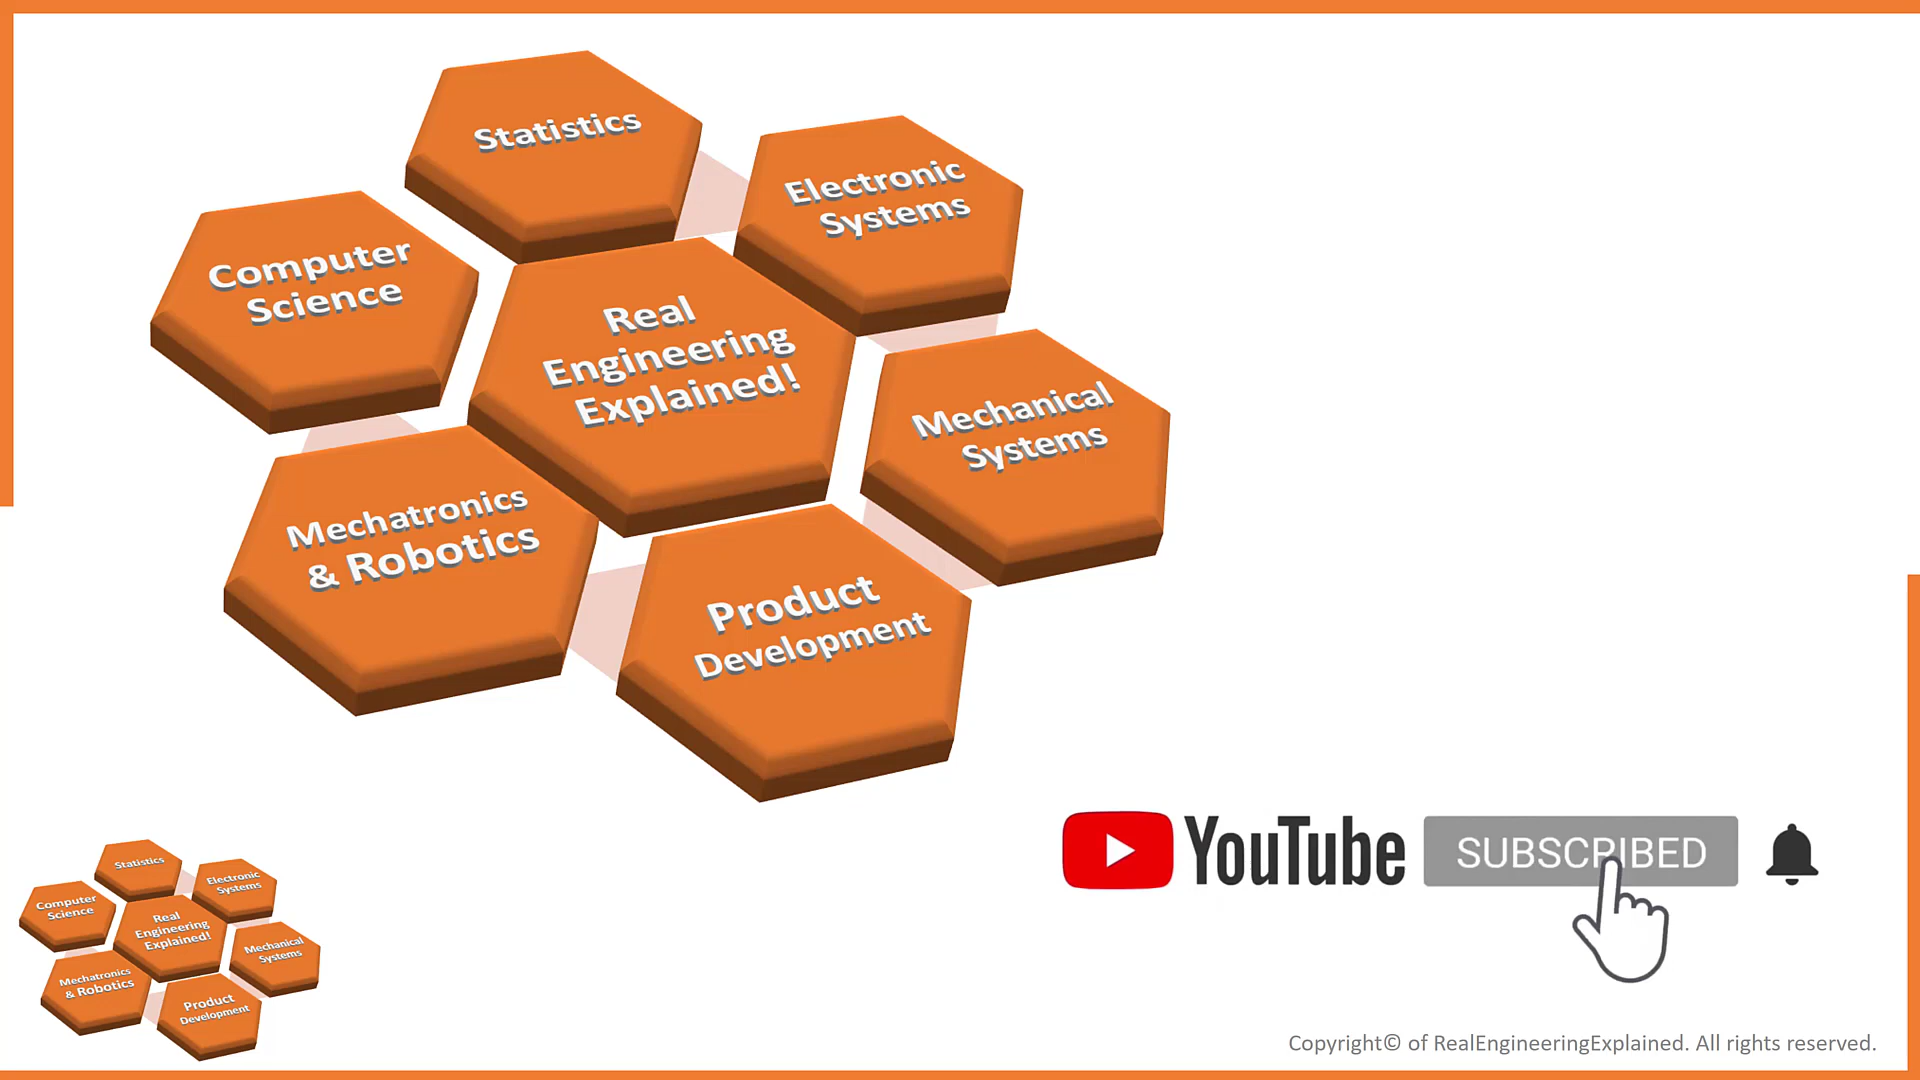 Statistics
Electronic
Systems
Computer
Science
Real
Engineering
Explained!
Mechanical
Systems
Mechatronics
& Robotics
Product
Development
YouTube
SUBSCRIBED
Statistics
Electronic
Systems
Computer
Science
Real
Engineering
Explained!
Mechanical
Systems
Mechatronics
& Robotics
Product
Development
Copyright© of RealEngineeringExplained. All rights reserved.